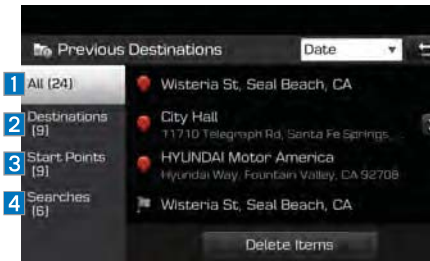 Previous Destinations
Date
1 All (24)
Wisteria St, Seal Beach, CA
2 Destinations
(9)
City Hall
11710 Telegraph Rd, Santa Fe Springs, ...
3 Start Points
(9)
HYUNDAI Motor America
Hyundai Way, Fountain Valley, CA 92708
4 Searches
(6)
Wisteria St, Seal Beach, CA
Delete Items